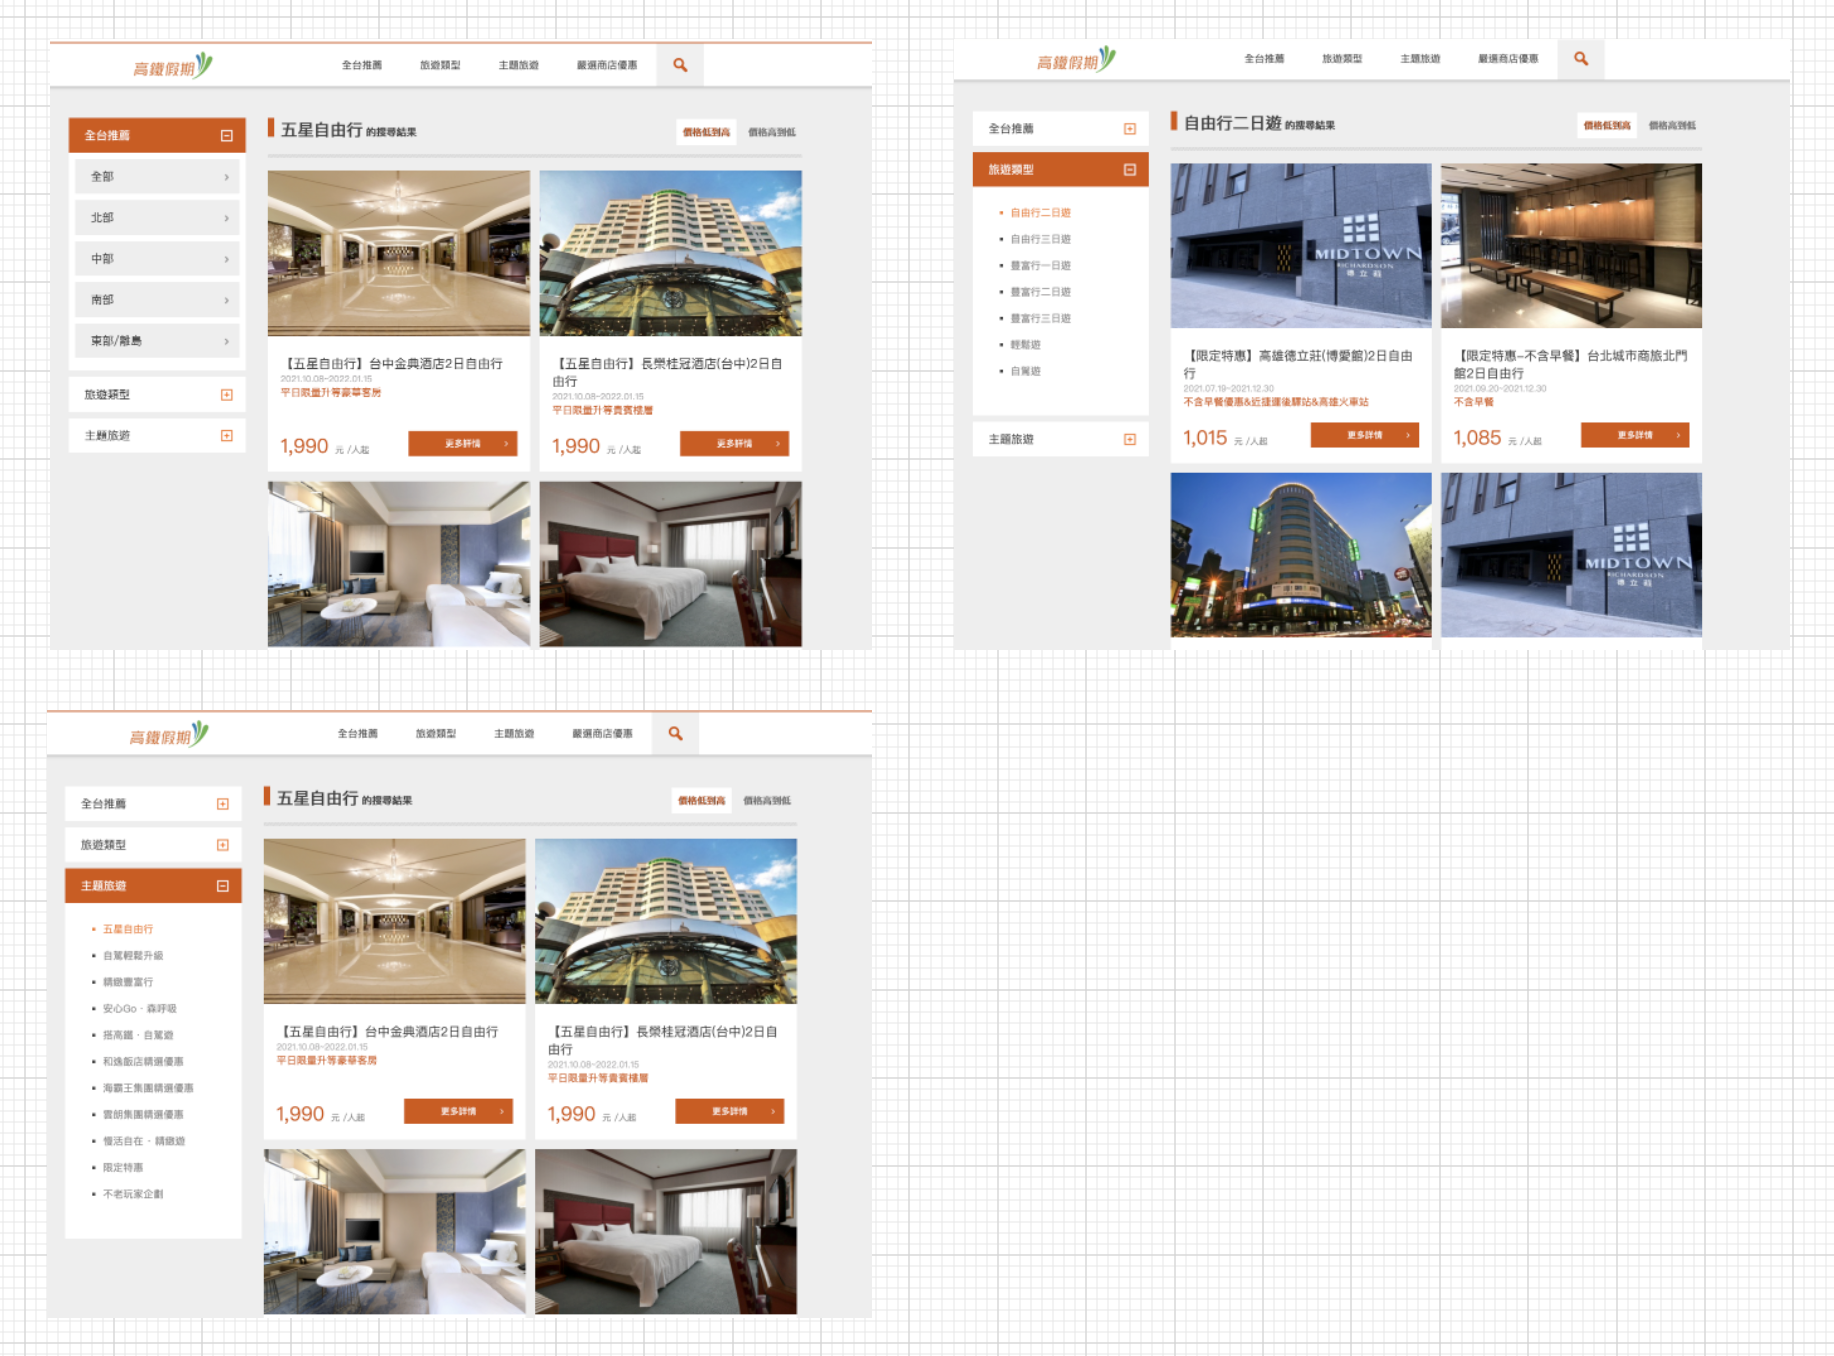 高鐵假期
全台推薦 旅遊類型 主題旅遊 嚴選商店優惠
全台推薦
全部
北部
中部
南部
東部/離島
旅遊類型
主題旅遊
五星自由行 的搜尋結果
價格低到高 價格高到低
【五星自由行】台中金典酒店2日自由行
2021.10.08~2022.01.15
平日限量升等豪華客房
1,990 元 /人起
更多詳情
【五星自由行】長榮桂冠酒店(台中)2日自
由行
2021.10.08~2022.01.15
平日限量升等貴賓樓層
1,990 元 /人起
更多詳情
高鐵假期
全台推薦 旅遊類型 主題旅遊 嚴選商店優惠
全台推薦
旅遊類型
自由行二日遊
自由行三日遊
豐富行一日遊
豐富行二日遊
豐富行三日遊
輕鬆遊
自駕遊
主題旅遊
自由行二日遊 的搜尋結果
價格低到高 價格高到低
MIDTOWN
RICHARDSON
德立莊
【限定特惠】高雄德立莊(博愛館)2日自由
行
2021.07.19~2021.12.30
不含早餐優惠&近捷運後驛站&高雄火車站
1,015 元 /人起
更多詳情
【限定特惠-不含早餐】台北城市商旅北門
館2日自由行
2021.09.20~2021.12.30
不含早餐
1,085 元 /人起
更多詳情
MIDTOWN
RICHARDSON
德立莊
高鐵假期
全台推薦 旅遊類型 主題旅遊 嚴選商店優惠
全台推薦
旅遊類型
主題旅遊
五星自由行
自駕輕鬆升級
精緻豐富行
安心Go · 森呼吸
搭高鐵 · 自駕遊
和逸飯店精選優惠
海霸王集團精選優惠
雲朗集團精選優惠
慢活自在 · 精緻遊
限定特惠
不老玩家企劃
五星自由行 的搜尋結果
價格低到高 價格高到低
【五星自由行】台中金典酒店2日自由行
2021.10.08~2022.01.15
平日限量升等豪華客房
1,990 元 /人起
更多詳情
【五星自由行】長榮桂冠酒店(台中)2日自
由行
2021.10.08~2022.01.15
平日限量升等貴賓樓層
1,990 元 /人起
更多詳情